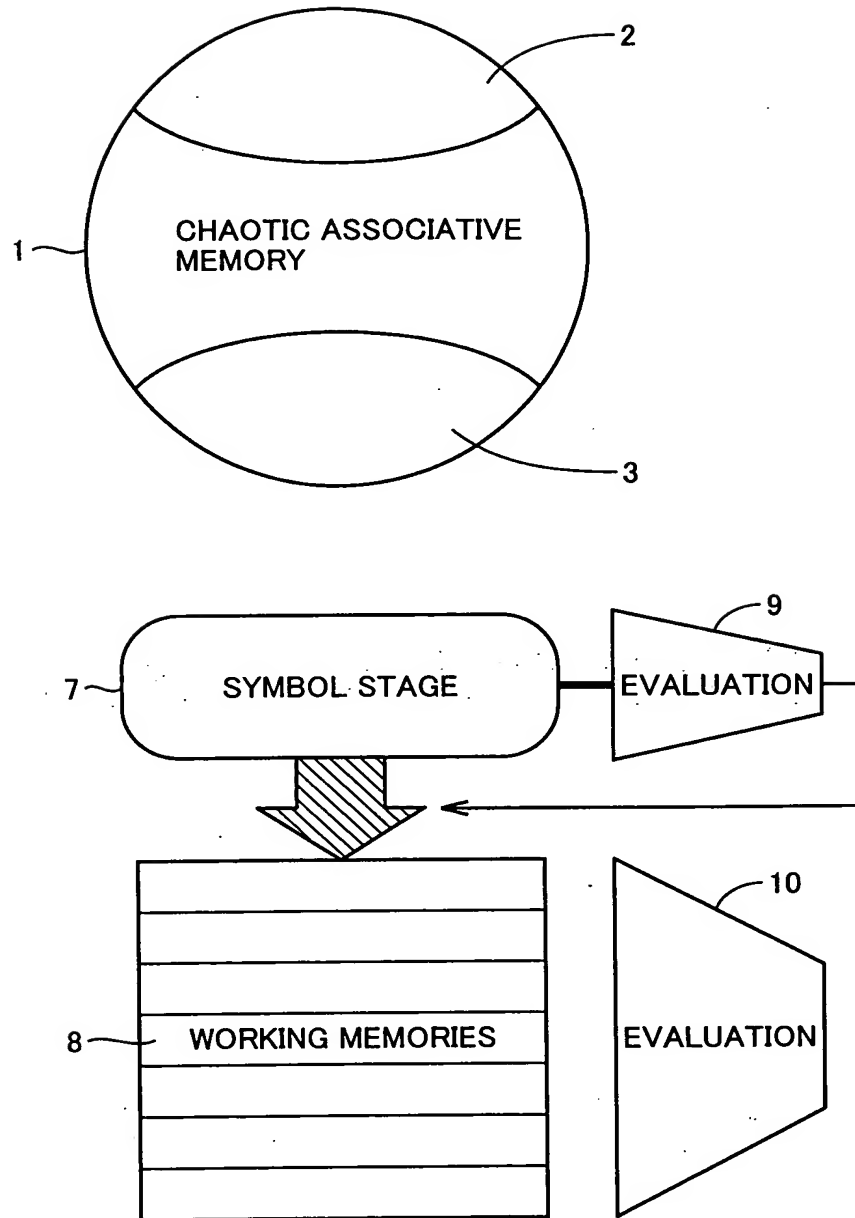 2
1
CHAOTIC ASSOCIATIVE
MEMORY
3
9
7
SYMBOL STAGE
EVALUATION
10
8
WORKING MEMORIES
EVALUATION